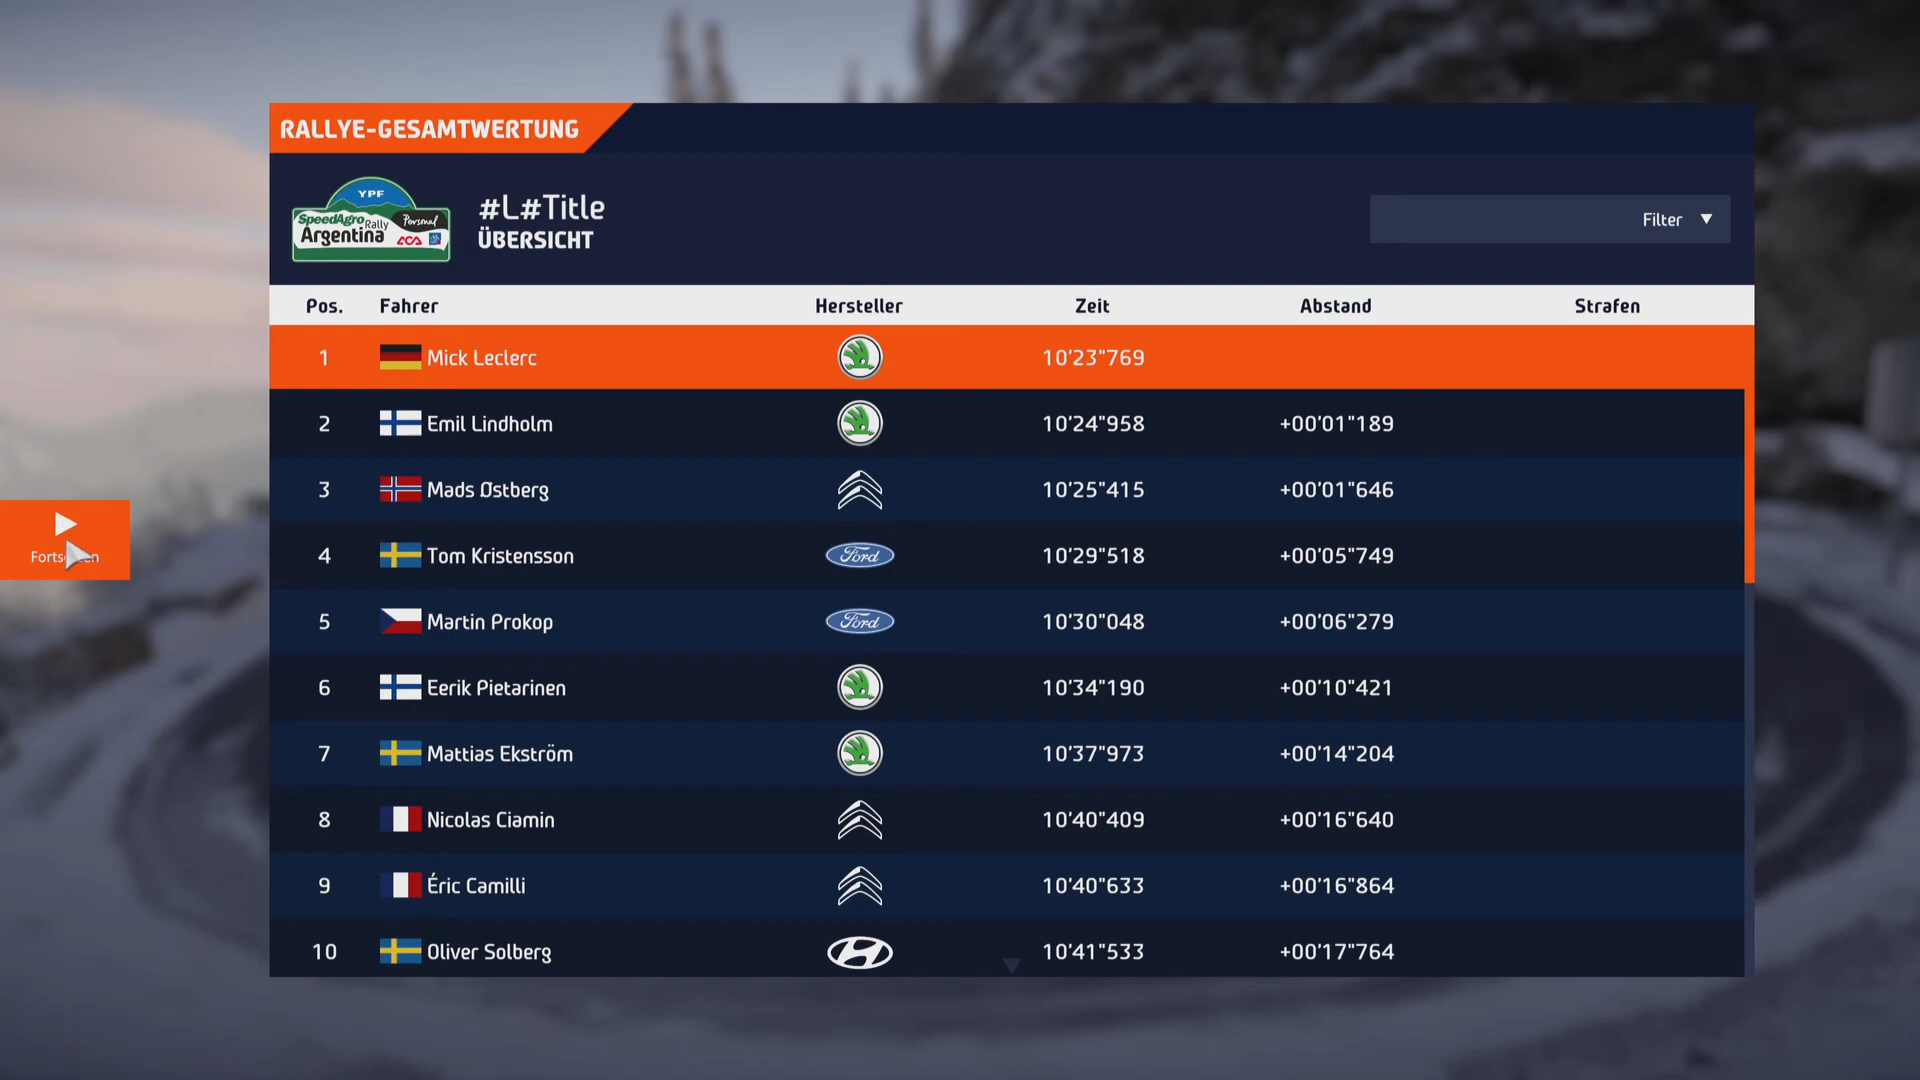 RALLYE-GESAMTWERTUNG
YPF
SpeedAgro Rally Personal
Argentina ACA
#L#Title
ÜBERSICHT
Filter
Pos. Fahrer Hersteller Zeit Abstand Strafen
1 Mick Leclerc 10'23"769
2 Emil Lindholm 10'24"958 +00'01"189
3 Mads Østberg 10'25"415 +00'01"646
4 Tom Kristensson Ford 10'29"518 +00'05"749
5 Martin Prokop Ford 10'30"048 +00'06"279
6 Eerik Pietarinen 10'34"190 +00'10"421
7 Mattias Ekström 10'37"973 +00'14"204
8 Nicolas Ciamin 10'40"409 +00'16"640
9 Éric Camilli 10'40"633 +00'16"864
10 Oliver Solberg 10'41"533 +00'17"764